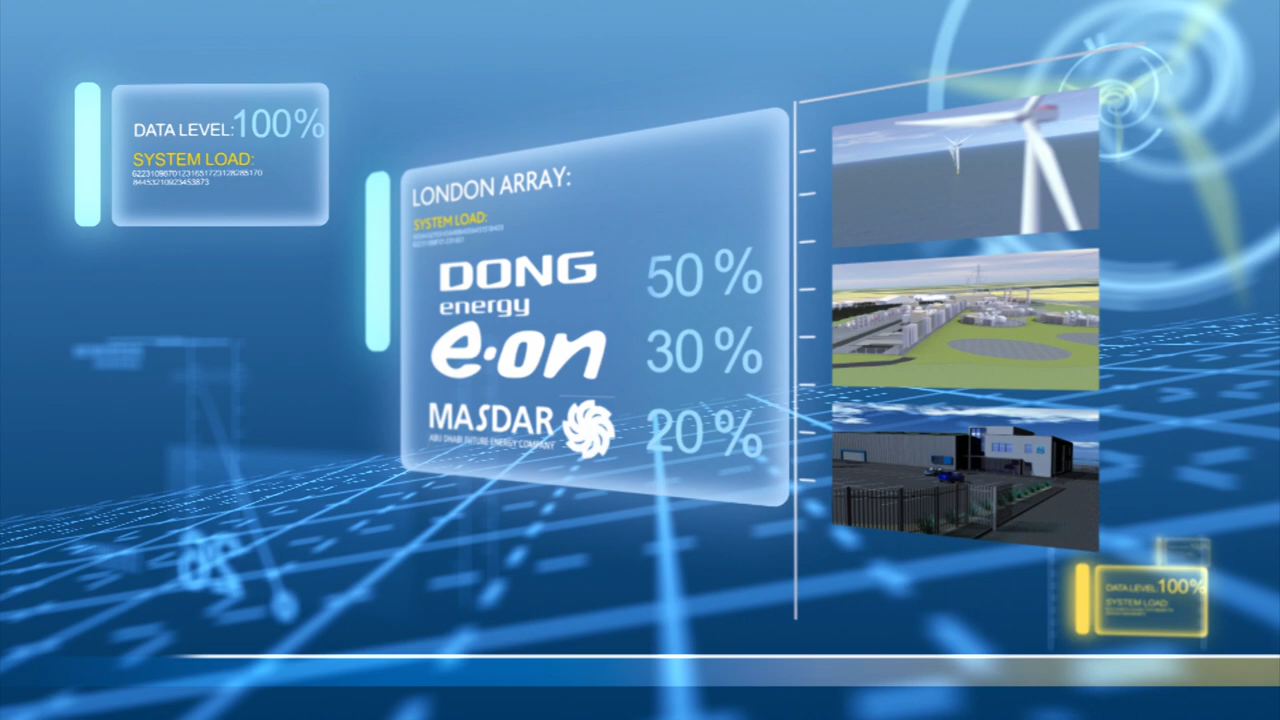 DATA LEVEL:100%
SYSTEM LOAD:
LONDON ARRAY:
SYSTEM LOAD:
DONG energy 50%
e·on 30%
MASDAR 20%
ABU DHABI FUTURE ENERGY COMPANY
DATA LEVEL:100%
SYSTEM LOAD: